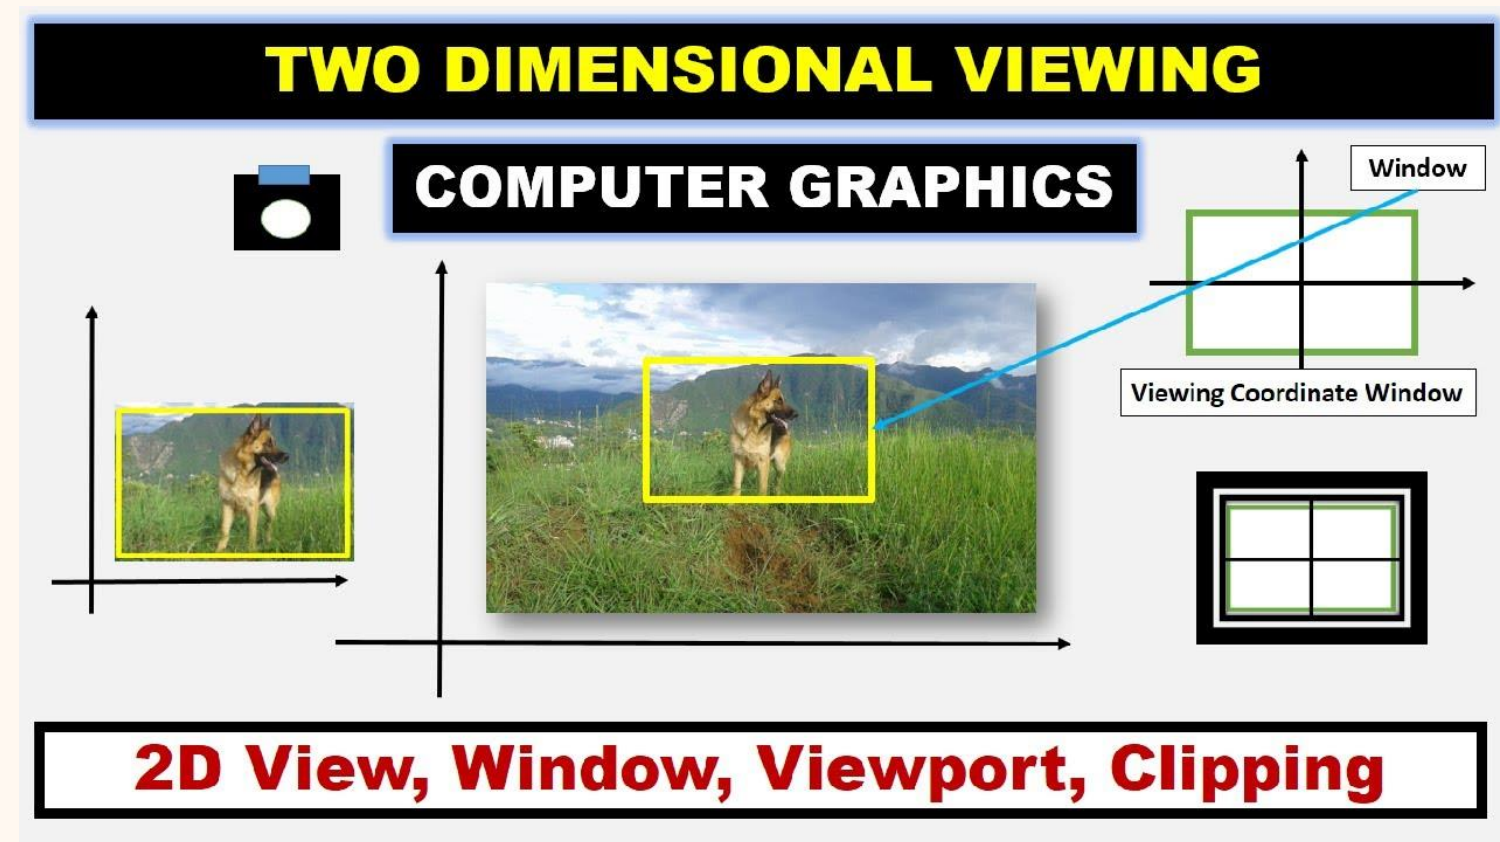 TWO DIMENSIONAL VIEWING
COMPUTER GRAPHICS
Window
Viewing Coordinate Window
2D View, Window, Viewport, Clipping